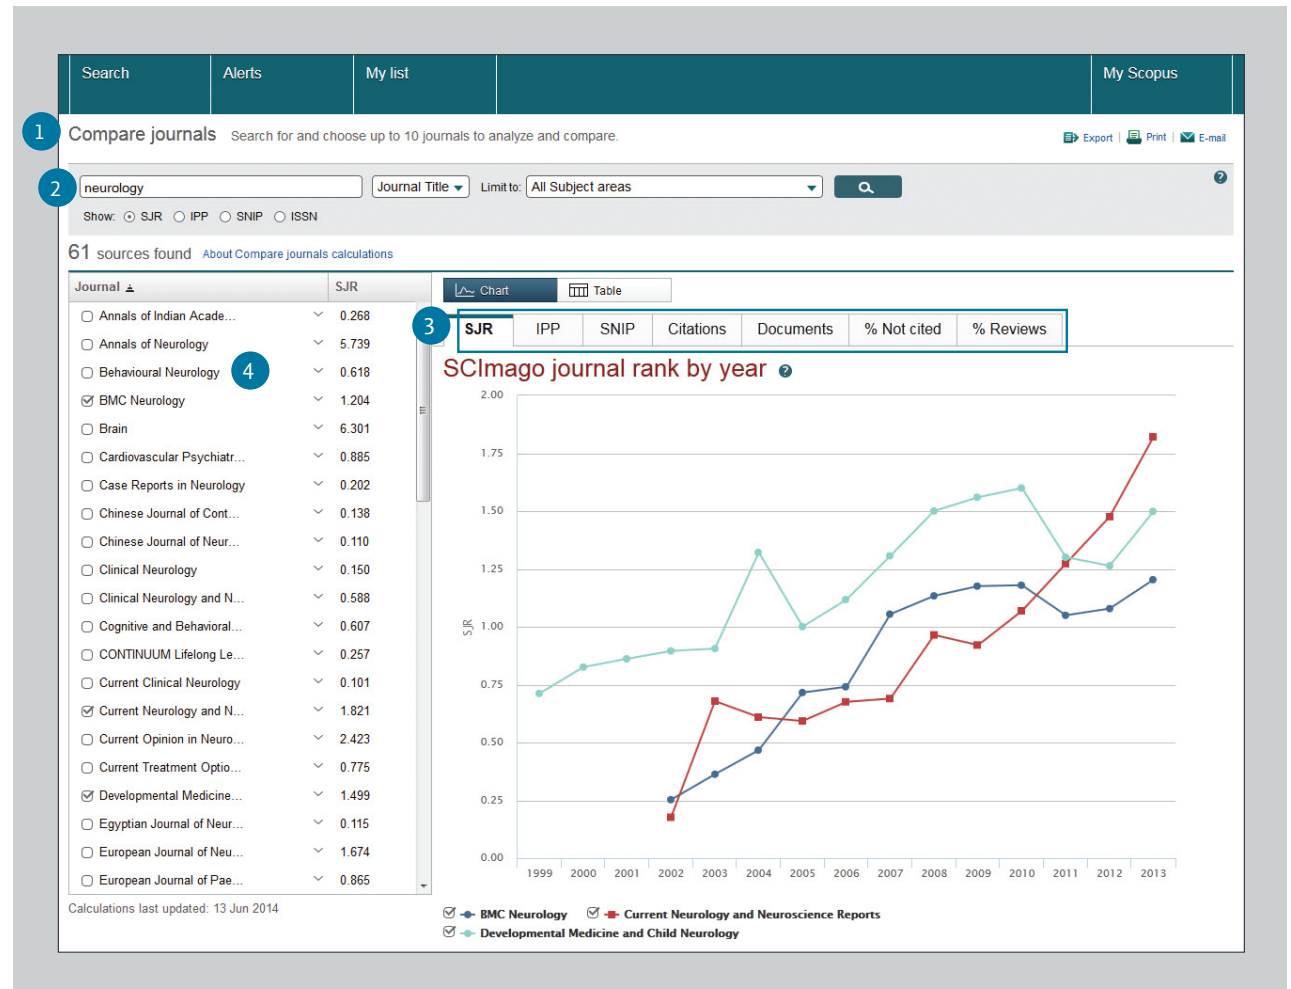 Search Alerts My list My Scopus
1 Compare journals Search for and choose up to 10 journals to analyze and compare. Export | Print | E-mail
2 neurology Journal Title Limit to: All Subject areas ?
Show: SJR IPP SNIP ISSN
61 sources found About Compare journals calculations
Journal SJR
Annals of Indian Acade... 0.268
Annals of Neurology 5.739
Behavioural Neurology 4 0.618
BMC Neurology 1.204
Brain 6.301
Cardiovascular Psychiatr... 0.885
Case Reports in Neurology 0.202
Chinese Journal of Cont... 0.138
Chinese Journal of Neur... 0.110
Clinical Neurology 0.150
Clinical Neurology and N... 0.588
Cognitive and Behavioral... 0.607
CONTINUUM Lifelong Le... 0.257
Current Clinical Neurology 0.101
Current Neurology and N... 1.821
Current Opinion in Neuro... 2.423
Current Treatment Optio... 0.775
Developmental Medicine... 1.499
Egyptian Journal of Neur... 0.115
European Journal of Neu... 1.674
European Journal of Pae... 0.865
Calculations last updated: 13 Jun 2014
Chart Table
3 SJR IPP SNIP Citations Documents % Not cited % Reviews
SCImago journal rank by year ?
2.00
1.75
1.50
1.25
1.00
SJR
0.75
0.50
0.25
0.00
1999 2000 2001 2002 2003 2004 2005 2006 2007 2008 2009 2010 2011 2012 2013
BMC Neurology Current Neurology and Neuroscience Reports
Developmental Medicine and Child Neurology